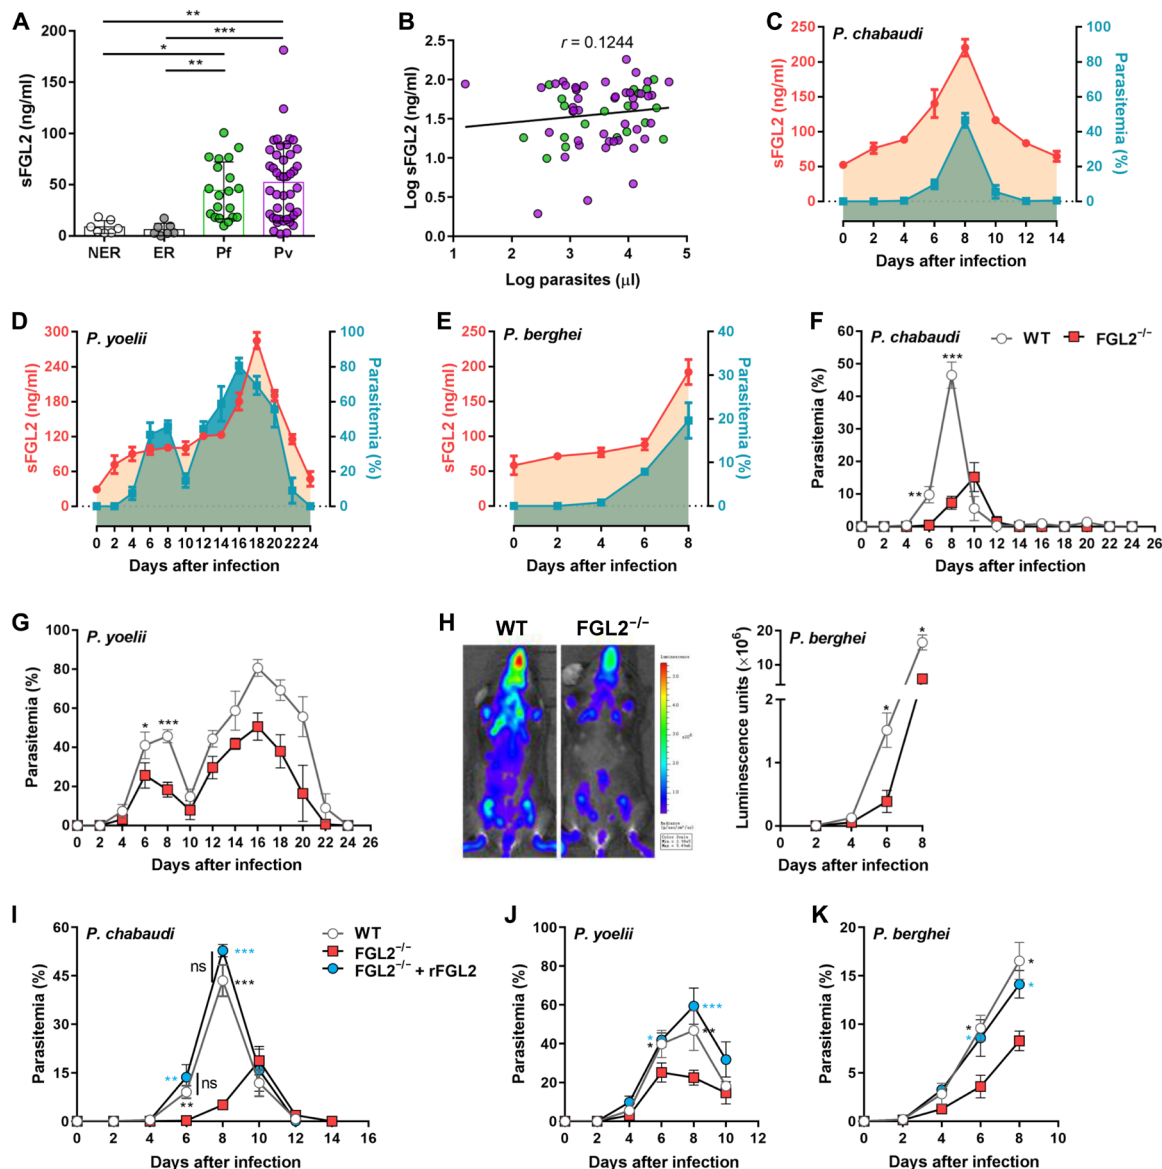 A
sFGL2 (ng/ml)
200
150
100
50
0
**
***
*
**
NER ER Pf Pv
B
Log sFGL2 (ng/ml)
r = 0.1244
2.5
2.0
1.5
1.0
0.5
0.0
1 2 3 4 5
Log parasites (μl)
C
P. chabaudi
sFGL2 (ng/ml)
250
200
150
100
50
0
Parasitemia (%)
100
80
60
40
20
0
0 2 4 6 8 10 12 14
Days after infection
D
P. yoelii
sFGL2 (ng/ml)
300
240
180
120
60
0
Parasitemia (%)
100
80
60
40
20
0
0 2 4 6 8 10 12 14 16 18 20 22 24
Days after infection
E
P. berghei
sFGL2 (ng/ml)
250
200
150
100
50
0
Parasitemia (%)
40
30
20
10
0
0 2 4 6 8
Days after infection
F
P. chabaudi
WT
FGL2−/−
Parasitemia (%)
60
50
40
30
20
10
0
***
**
0 2 4 6 8 10 12 14 16 18 20 22 24 26
Days after infection
G
P. yoelii
Parasitemia (%)
100
80
60
40
20
0
* ***
0 2 4 6 8 10 12 14 16 18 20 22 24 26
Days after infection
H
WT FGL2−/−
Luminescence
P. berghei
Luminescence units (×10⁶)
20
15
10
5
2
1
0
*
*
0 2 4 6 8
Days after infection
I
P. chabaudi
WT
FGL2−/−
FGL2−/− + rFGL2
Parasitemia (%)
60
45
30
15
0
ns
***
***
**
ns
**
0 2 4 6 8 10 12 14 16
Days after infection
J
P. yoelii
Parasitemia (%)
100
80
60
40
20
0
***
**
*
*
0 2 4 6 8 10 12
Days after infection
K
P. berghei
Parasitemia (%)
20
15
10
5
0
*
*
*
*
0 2 4 6 8 10
Days after infection